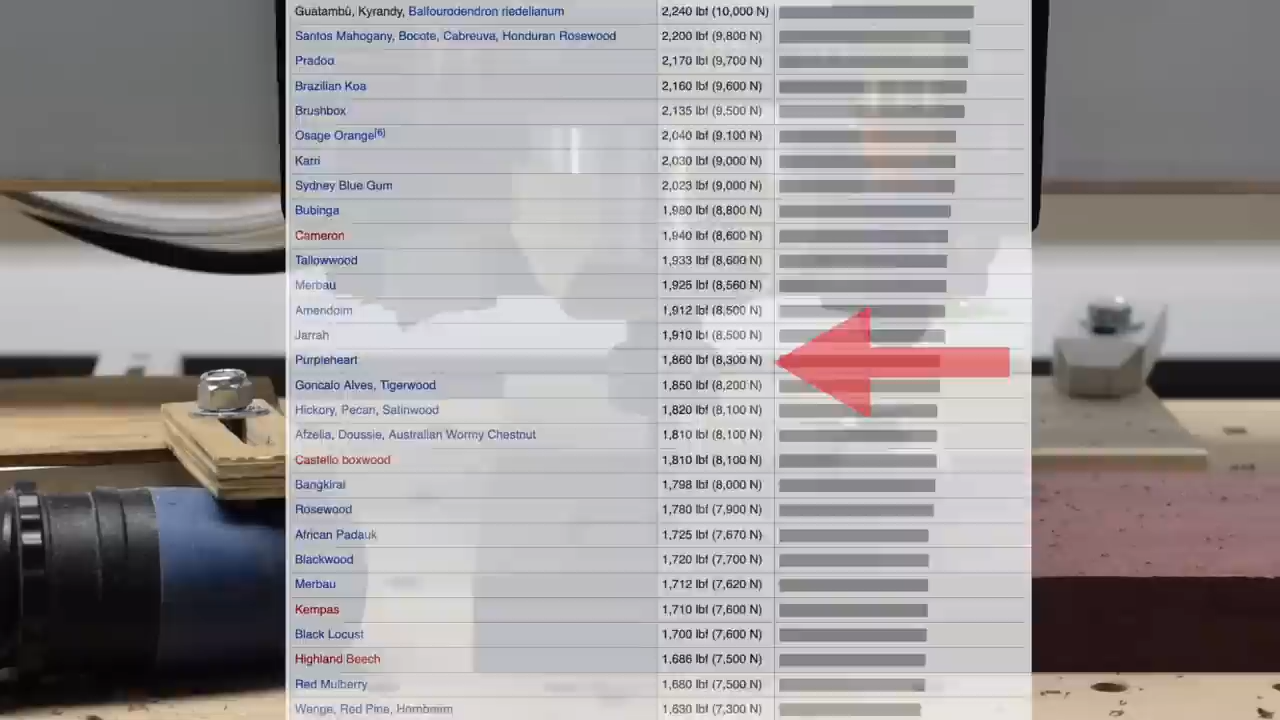 Guatambú, Kyrandy, Balfourodendron riedelianum 2,240 lbf (10,000 N)
Santos Mahogany, Bocote, Cabreuva, Honduran Rosewood 2,200 lbf (9,800 N)
Pradoo 2,170 lbf (9,700 N)
Brazilian Koa 2,160 lbf (9,600 N)
Brushbox 2,135 lbf (9,500 N)
Osage Orange[6] 2,040 lbf (9,100 N)
Karri 2,030 lbf (9,000 N)
Sydney Blue Gum 2,023 lbf (9,000 N)
Bubinga 1,980 lbf (8,800 N)
Cameron 1,940 lbf (8,600 N)
Tallowwood 1,933 lbf (8,600 N)
Merbau 1,925 lbf (8,560 N)
Amendoim 1,912 lbf (8,500 N)
Jarrah 1,910 lbf (8,500 N)
Purpleheart 1,860 lbf (8,300 N)
Goncalo Alves, Tigerwood 1,850 lbf (8,200 N)
Hickory, Pecan, Satinwood 1,820 lbf (8,100 N)
Afzelia, Doussie, Australian Wormy Chestnut 1,810 lbf (8,100 N)
Castello boxwood 1,810 lbf (8,100 N)
Bangkirai 1,798 lbf (8,000 N)
Rosewood 1,780 lbf (7,900 N)
African Padauk 1,725 lbf (7,670 N)
Blackwood 1,720 lbf (7,700 N)
Merbau 1,712 lbf (7,620 N)
Kempas 1,710 lbf (7,600 N)
Black Locust 1,700 lbf (7,600 N)
Highland Beech 1,686 lbf (7,500 N)
Red Mulberry 1,680 lbf (7,500 N)
Wenge, Red Pine, Hornbeam 1,630 lbf (7,300 N)